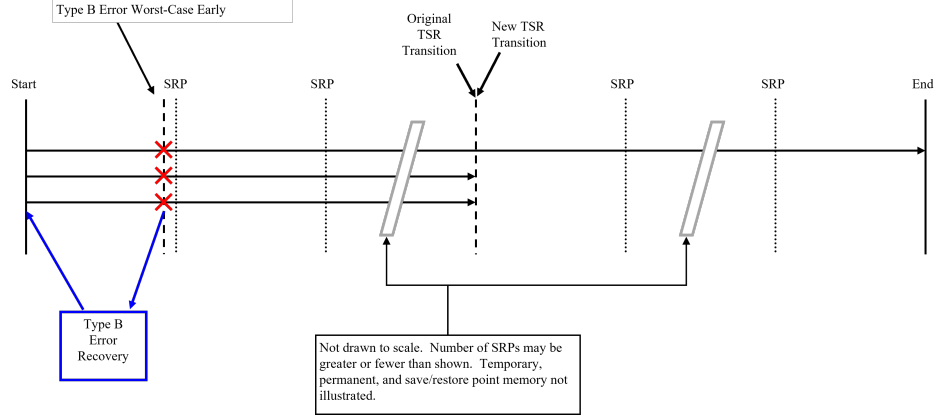 Type B Error Worst-Case Early
Original
TSR
Transition
New TSR
Transition
Start
SRP
SRP
SRP
SRP
End
Type B
Error
Recovery
Not drawn to scale.  Number of SRPs may be
greater or fewer than shown.  Temporary,
permanent, and save/restore point memory not
illustrated.